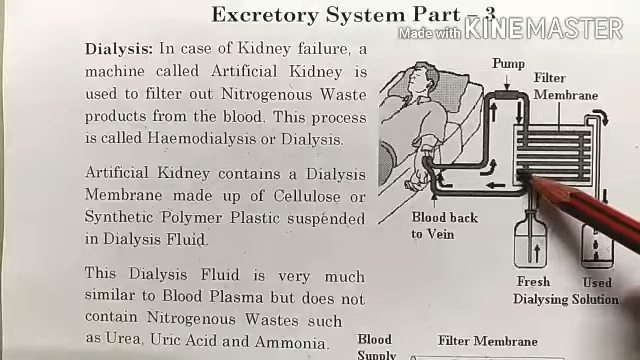 Excretory System Part - 3
Made with KINEMASTER
Dialysis: In case of Kidney failure, a
machine called Artificial Kidney is
used to filter out Nitrogenous Waste
products from the blood. This process
is called Haemodialysis or Dialysis.
Artificial Kidney contains a Dialysis
Membrane made up of Cellulose or
Synthetic Polymer Plastic suspended
in Dialysis Fluid.
This Dialysis Fluid is very much
similar to Blood Plasma but does not
contain Nitrogenous Wastes such
as Urea, Uric Acid and Ammonia.
Pump
Filter
Membrane
Blood back
to Vein
Fresh Used
Dialysing Solution
Blood
Supply
Filter Membrane